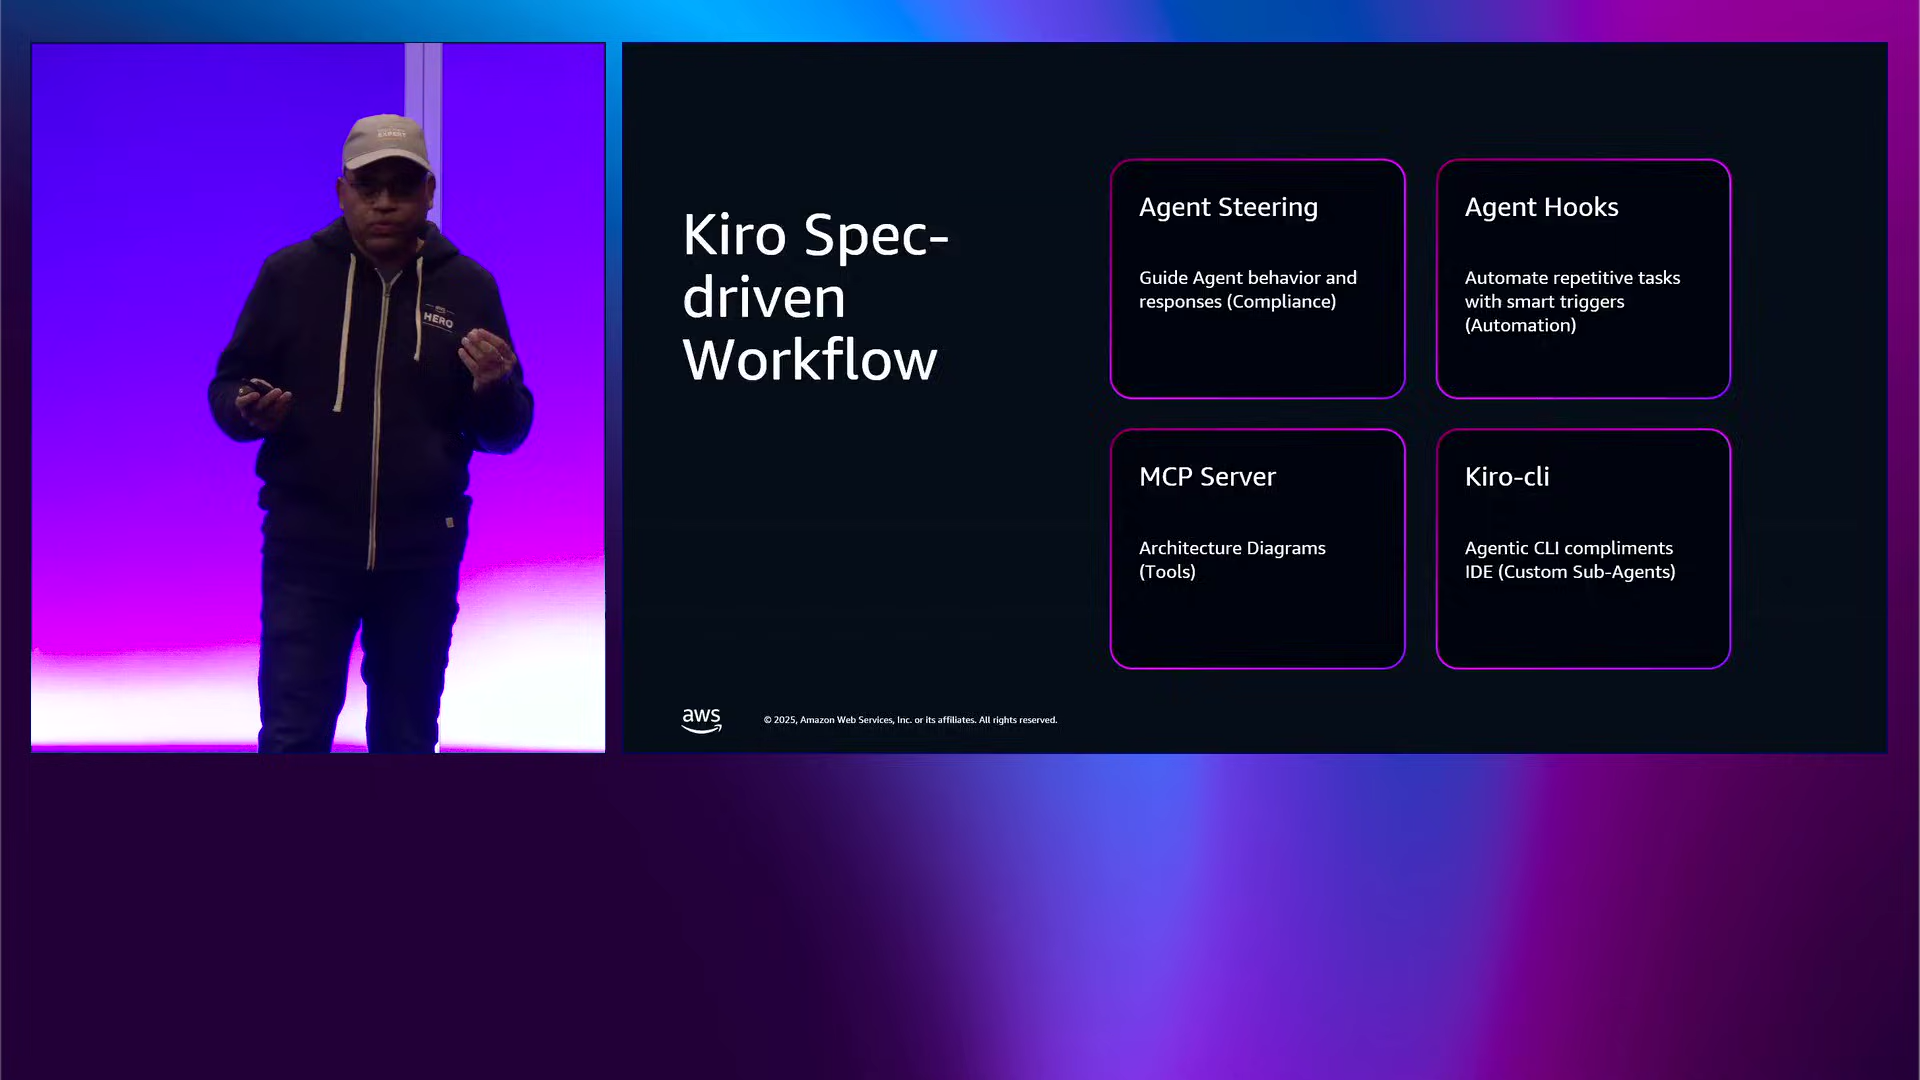 EXPERT
HERO
Kiro Spec-
driven
Workflow
Agent Steering
Guide Agent behavior and
responses (Compliance)
Agent Hooks
Automate repetitive tasks
with smart triggers
(Automation)
MCP Server
Architecture Diagrams
(Tools)
Kiro-cli
Agentic CLI compliments
IDE (Custom Sub-Agents)
aws
© 2025, Amazon Web Services, Inc. or its affiliates. All rights reserved.